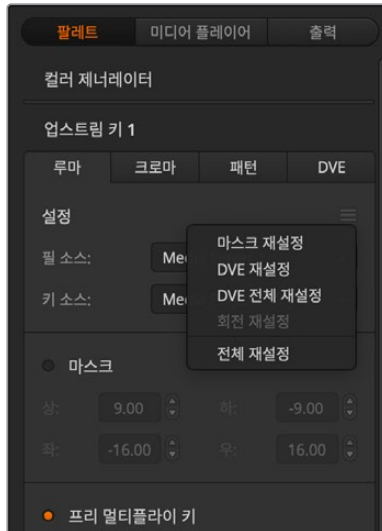 팔레트 미디어 플레이어 출력
컬러 제너레이터
업스트림 키 1
루마 크로마 패턴 DVE
설정
필 소스:
키 소스:
마스크 재설정
DVE 재설정
DVE 전체 재설정
회전 재설정
전체 재설정
마스크
상: 9.00 하: -9.00
좌: -16.00 우: 16.00
프리 멀티플라이 키